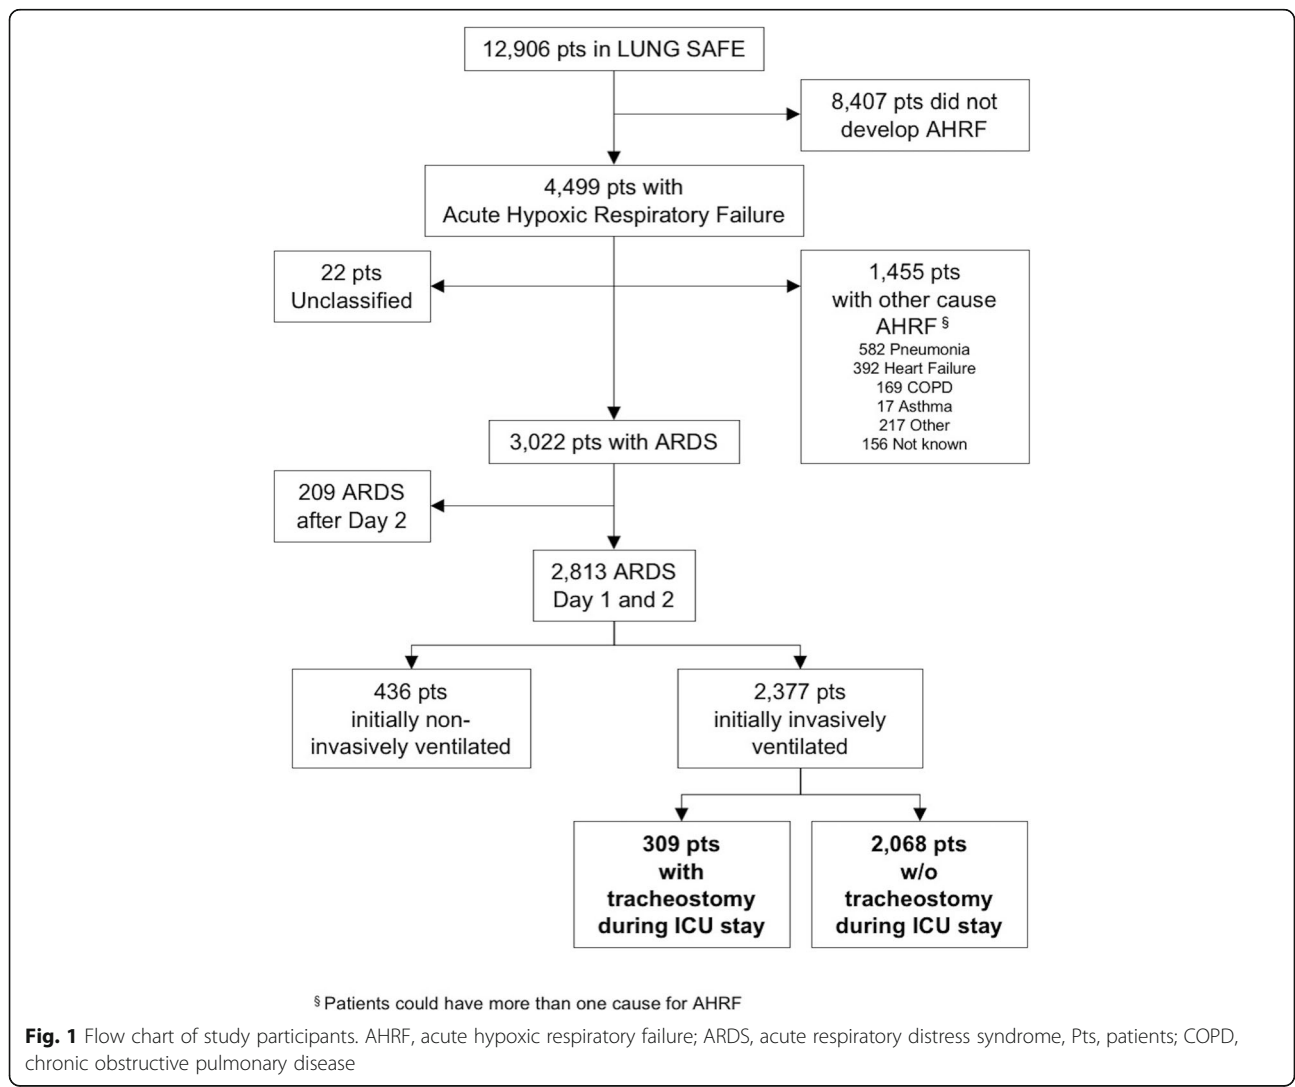 12,906 pts in LUNG SAFE
8,407 pts did not
develop AHRF
4,499 pts with
Acute Hypoxic Respiratory Failure
22 pts
Unclassified
1,455 pts
with other cause
AHRF §
582 Pneumonia
392 Heart Failure
169 COPD
17 Asthma
217 Other
156 Not known
3,022 pts with ARDS
209 ARDS
after Day 2
2,813 ARDS
Day 1 and 2
436 pts
initially non-
invasively ventilated
2,377 pts
initially invasively
ventilated
309 pts
with
tracheostomy
during ICU stay
2,068 pts
w/o
tracheostomy
during ICU stay
§ Patients could have more than one cause for AHRF
Fig. 1 Flow chart of study participants. AHRF, acute hypoxic respiratory failure; ARDS, acute respiratory distress syndrome, Pts, patients; COPD,
chronic obstructive pulmonary disease